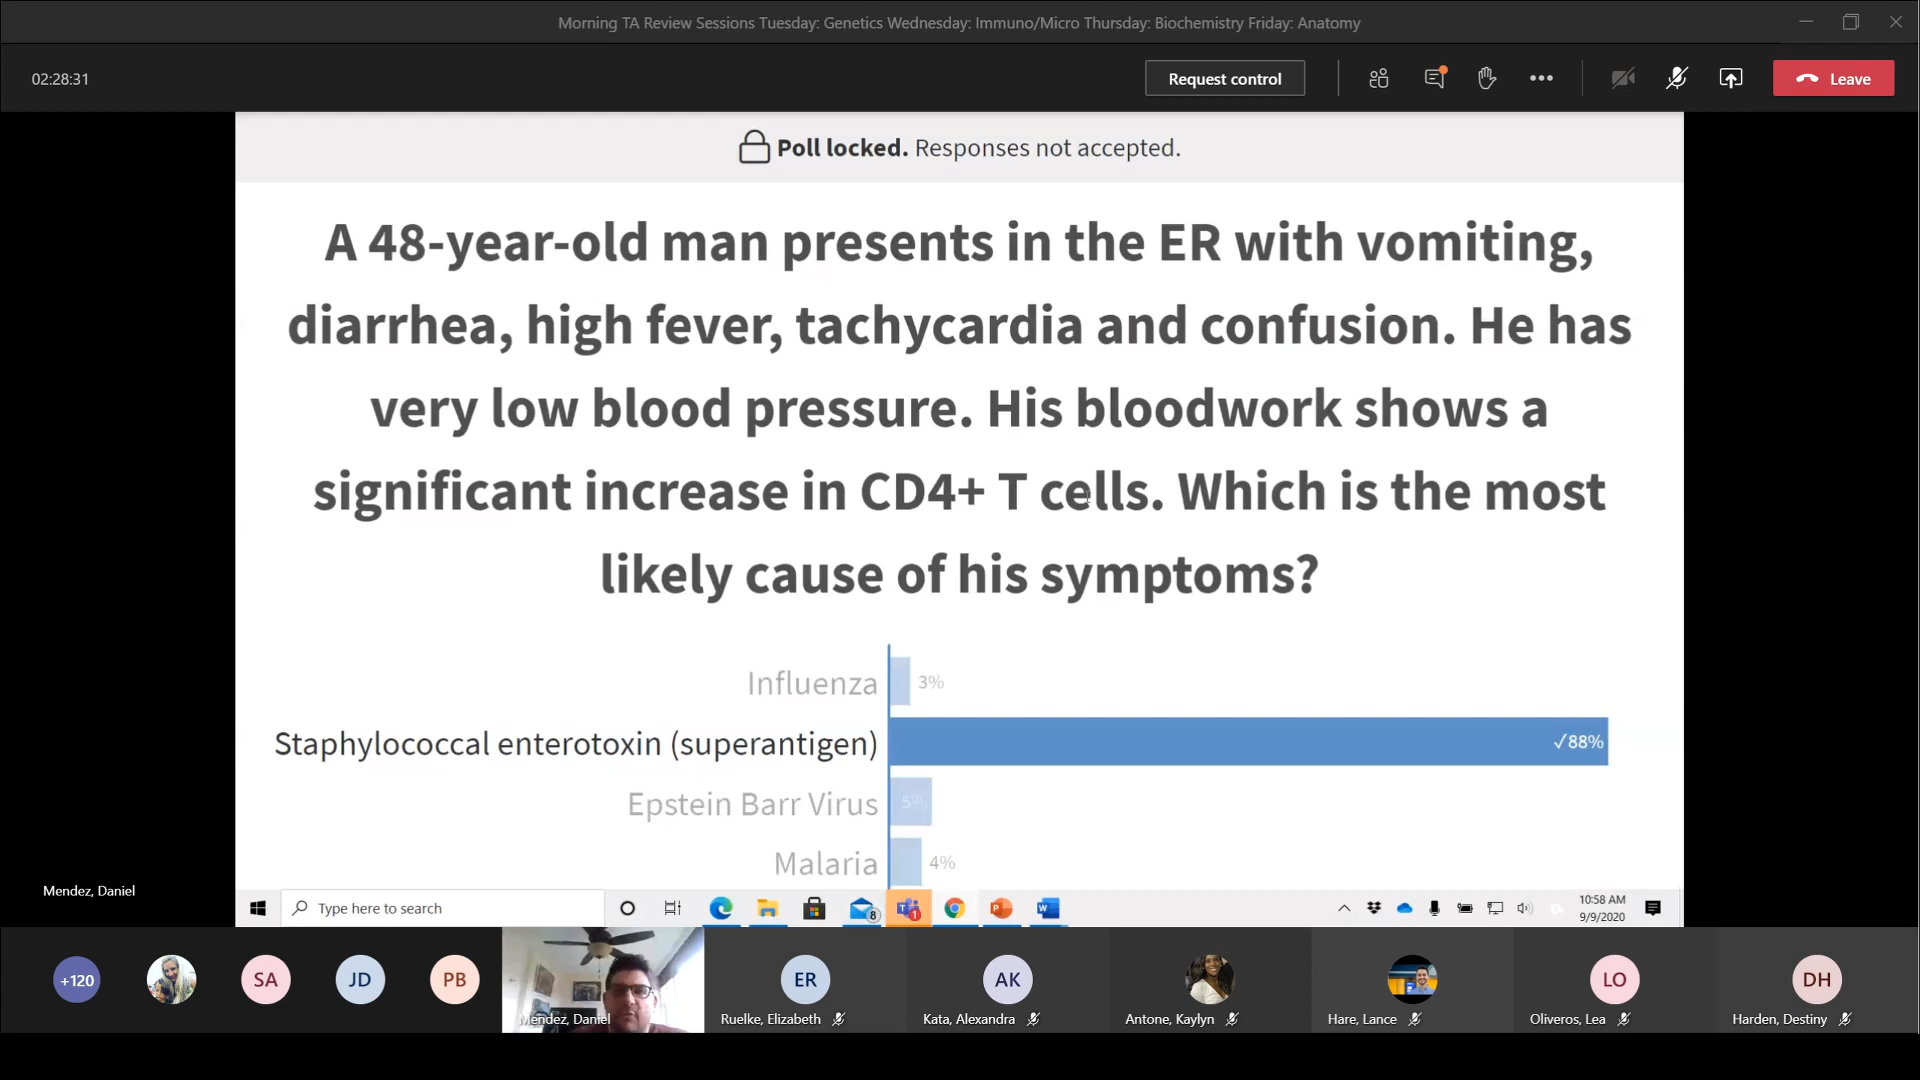 Morning TA Review Sessions Tuesday: Genetics Wednesday: Immuno/Micro Thursday: Biochemistry Friday: Anatomy
02:28:31
Request control
Leave
Poll locked. Responses not accepted.
A 48-year-old man presents in the ER with vomiting,
diarrhea, high fever, tachycardia and confusion. He has
very low blood pressure. His bloodwork shows a
significant increase in CD4+ T cells. Which is the most
likely cause of his symptoms?
Influenza 3%
Staphylococcal enterotoxin (superantigen) ✓88%
Epstein Barr Virus 5%
Malaria 4%
Mendez, Daniel
Type here to search
8
1
10:58 AM
9/9/2020
+120
SA
JD
PB
ER
AK
LO
DH
Mendez, Daniel
Ruelke, Elizabeth
Kata, Alexandra
Antone, Kaylyn
Hare, Lance
Oliveros, Lea
Harden, Destiny